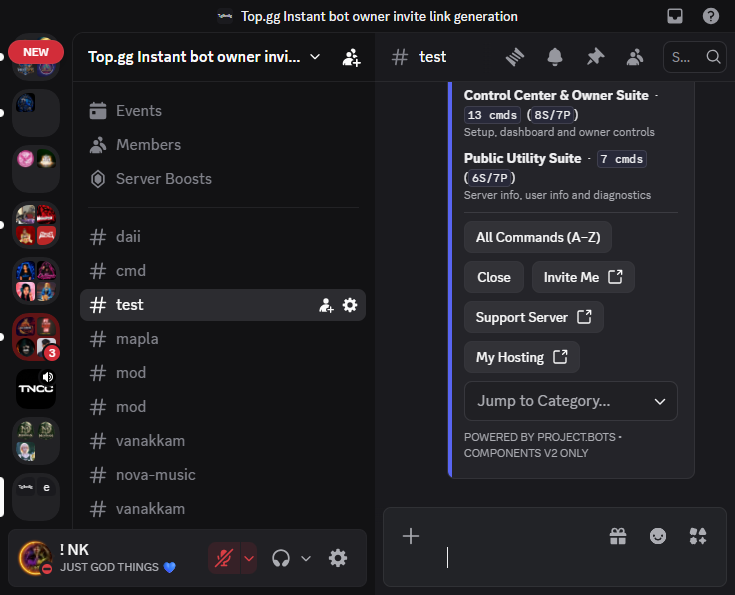 Top.gg Instant bot owner invite link generation
NEW
Top.gg Instant bot owner invi...
test
S...
Events
Members
Server Boosts
daii
cmd
test
mapla
mod
mod
vanakkam
nova-music
vanakkam
3
TNCL
e
! NK
JUST GOD THINGS 💙
Control Center & Owner Suite ·
13 cmds (8S/7P)
Setup, dashboard and owner controls
Public Utility Suite · 7 cmds
(6S/7P)
Server info, user info and diagnostics
All Commands (A–Z)
Close
Invite Me
Support Server
My Hosting
Jump to Category...
POWERED BY PROJECT.BOTS •
COMPONENTS V2 ONLY